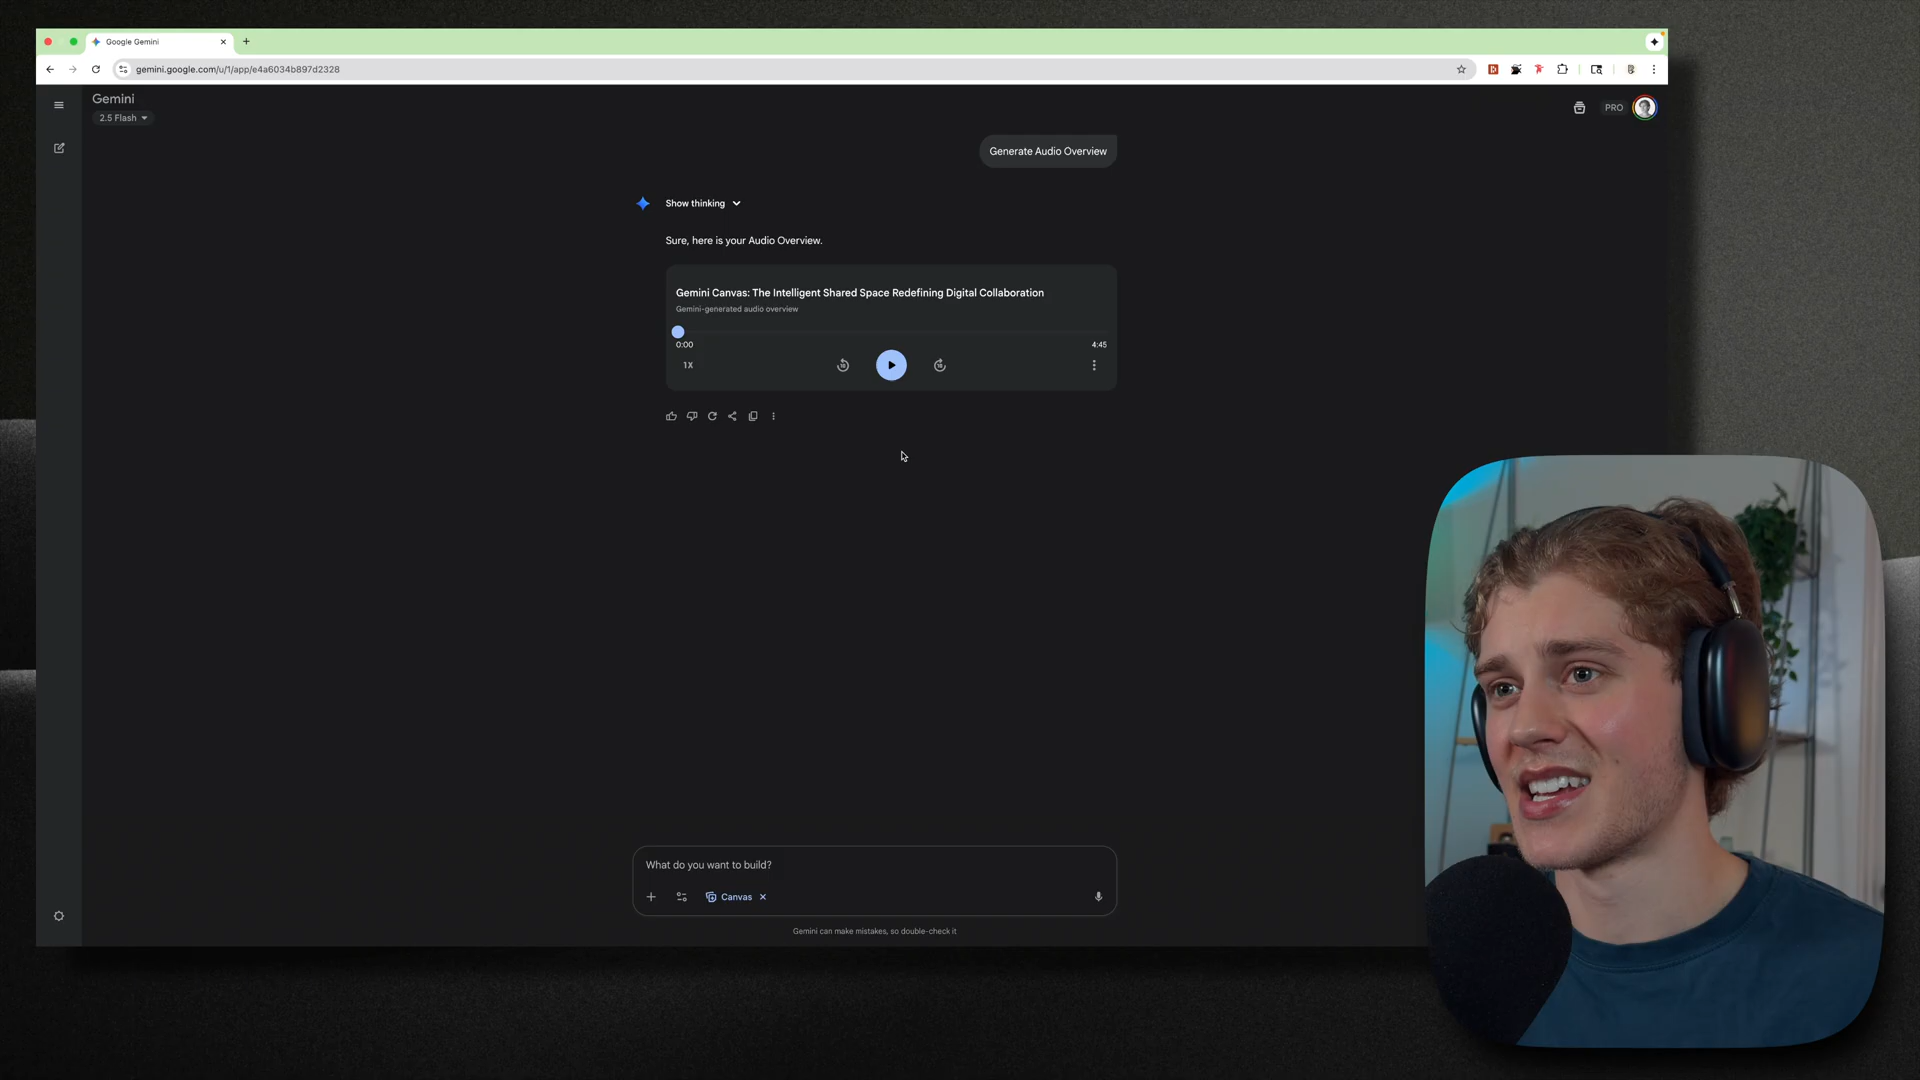 Google Gemini
gemini.google.com/u/1/app/e4a6034b897d2328
Gemini
2.5 Flash
PRO
Generate Audio Overview
Show thinking
Sure, here is your Audio Overview.
Gemini Canvas: The Intelligent Shared Space Redefining Digital Collaboration
Gemini-generated audio overview
0:00
4:45
1X
What do you want to build?
Canvas
Gemini can make mistakes, so double-check it